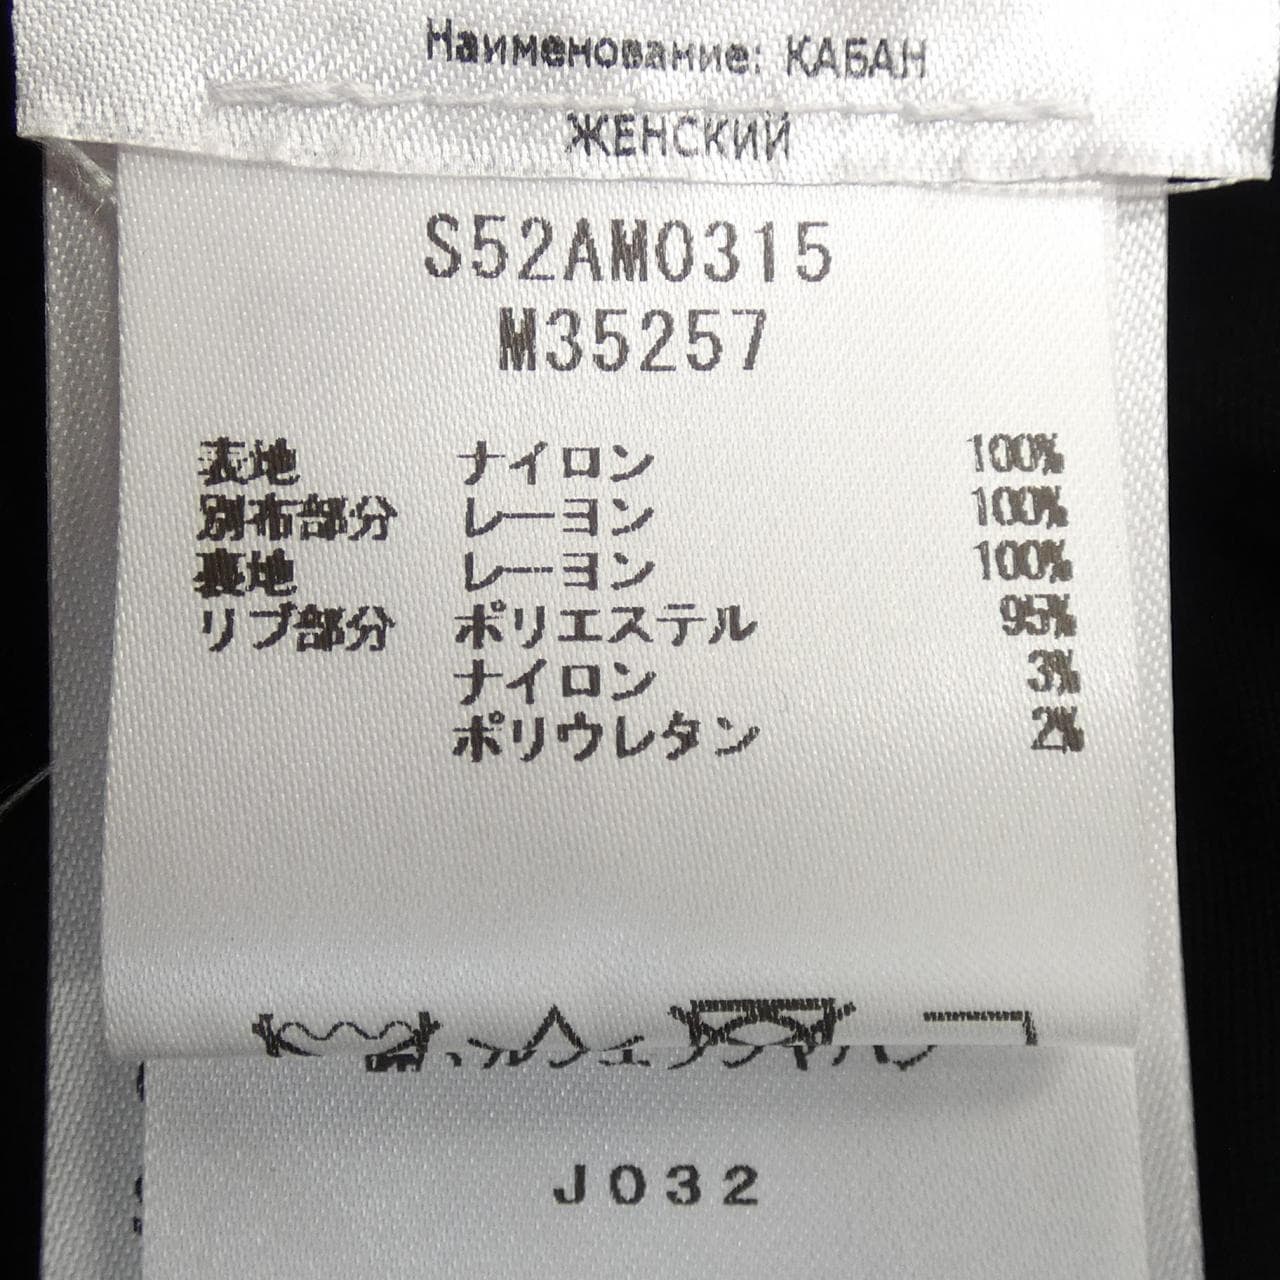 Наименование: КАБАН
ЖЕНСКИЙ
S52AM0315
M35257
表地 ナイロン 100%
別布部分 レーヨン 100%
裏地 レーヨン 100%
リブ部分 ポリエステル 95%
ナイロン 3%
ポリウレタン 2%
J032